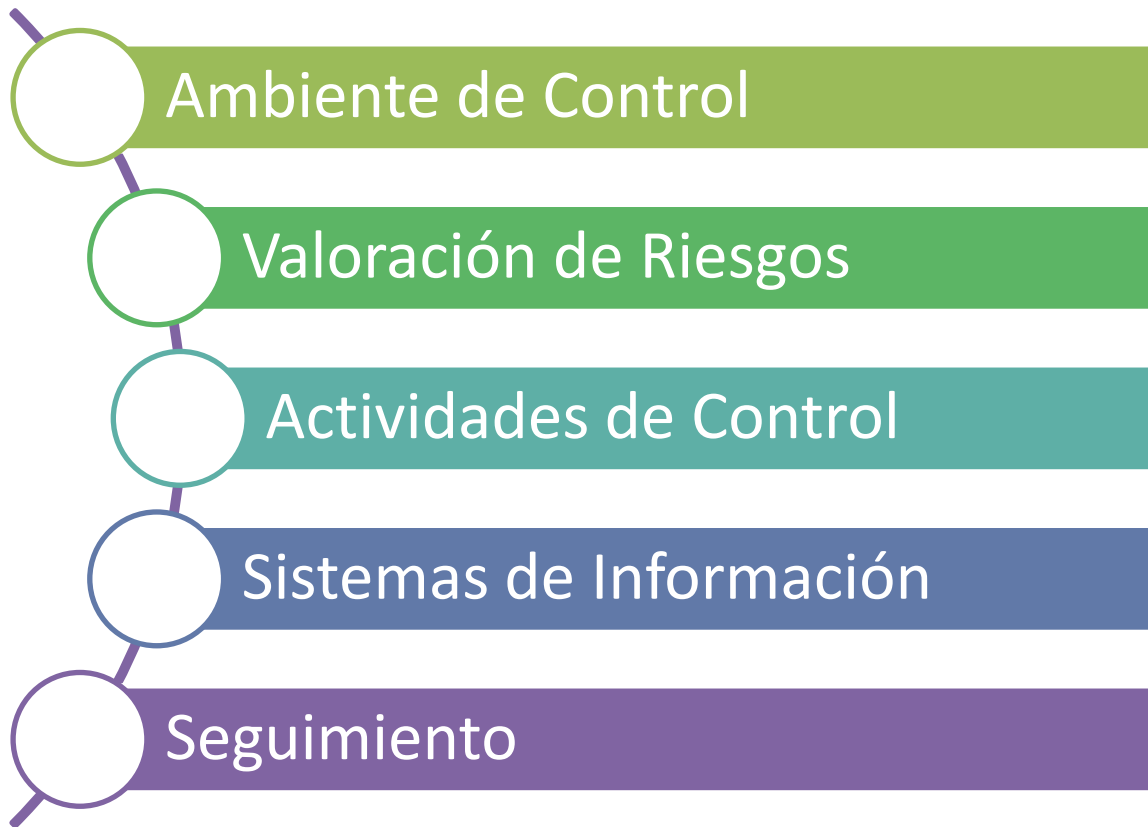 Ambiente de Control
Valoración de Riesgos
Actividades de Control
Sistemas de Información
Seguimiento